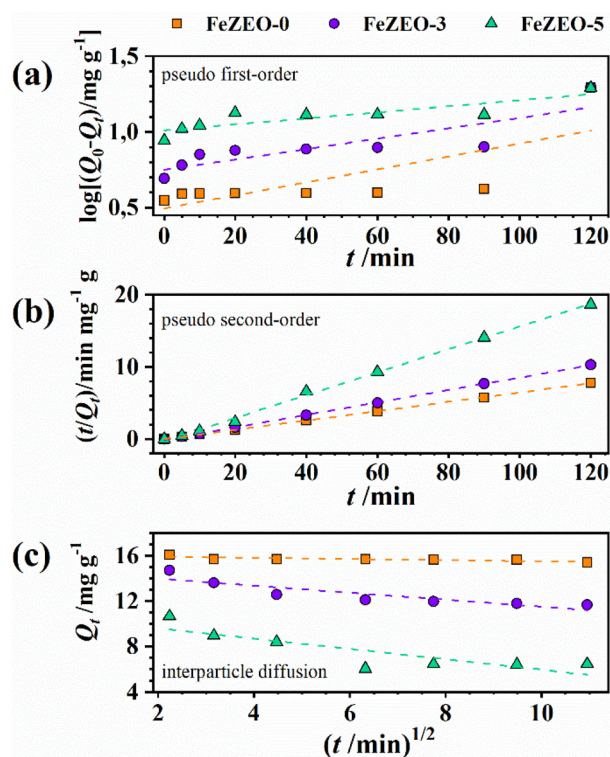 FeZEO-0 FeZEO-3 FeZEO-5
(a)
pseudo first-order
log[(Q₀-Qₜ)/mg g⁻¹]
1,5
1,0
0,5
0 20 40 60 80 100 120
t /min
(b)
pseudo second-order
(t/Qₜ)/min mg⁻¹ g
20
10
0
0 20 40 60 80 100 120
t /min
(c)
Qₜ/mg g⁻¹
16
12
8
4
interparticle diffusion
2 4 6 8 10
(t /min)¹/²